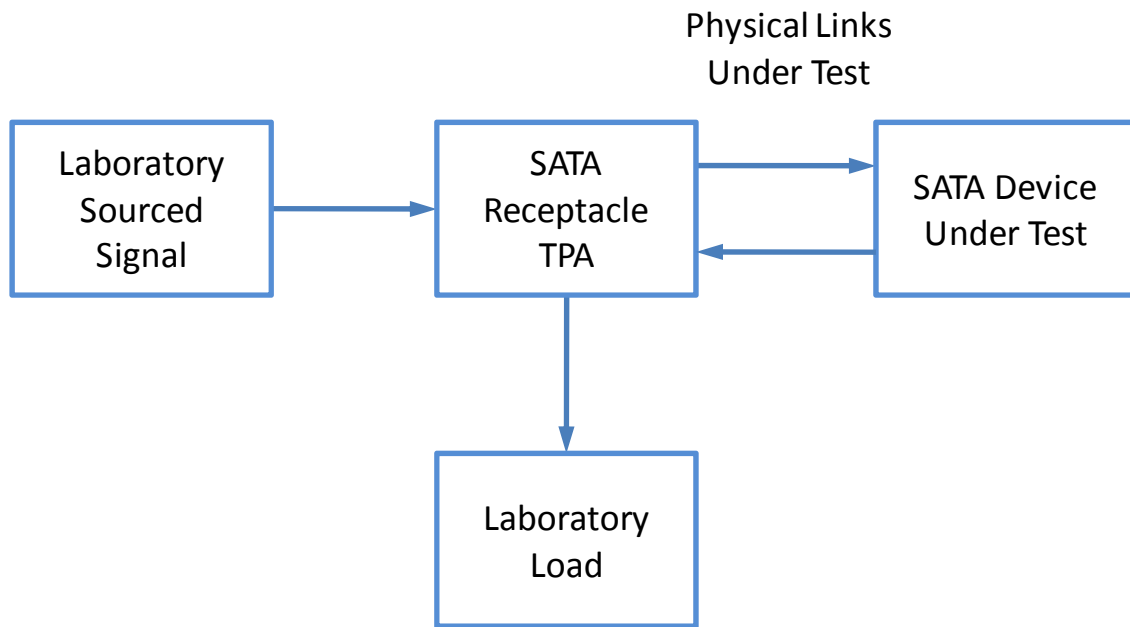 Physical Links
Under Test
Laboratory
Sourced
Signal
SATA
Receptacle
TPA
SATA Device
Under Test
Laboratory
Load